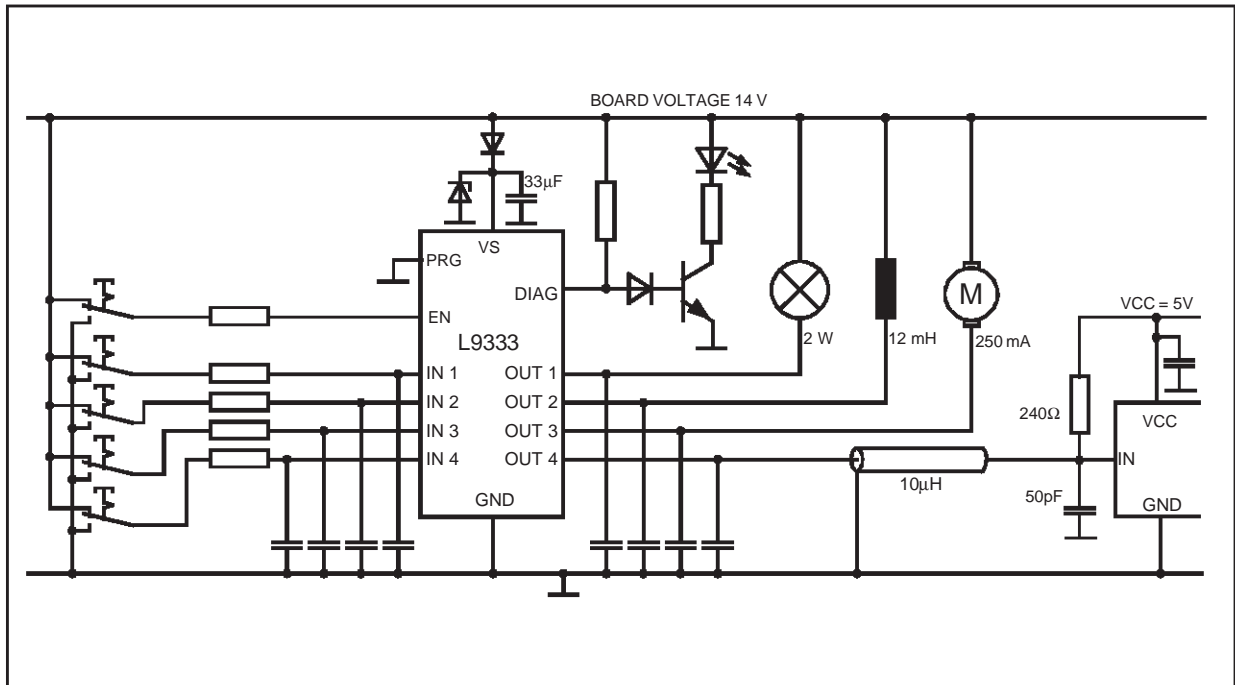 BOARD VOLTAGE 14 V
33µF
VS
PRG
DIAG
EN
L9333
M
VCC = 5V
2 W
12 mH
250 mA
IN 1
OUT 1
IN 2
OUT 2
IN 3
OUT 3
IN 4
OUT 4
240Ω
VCC
IN
10µH
GND
50pF
GND